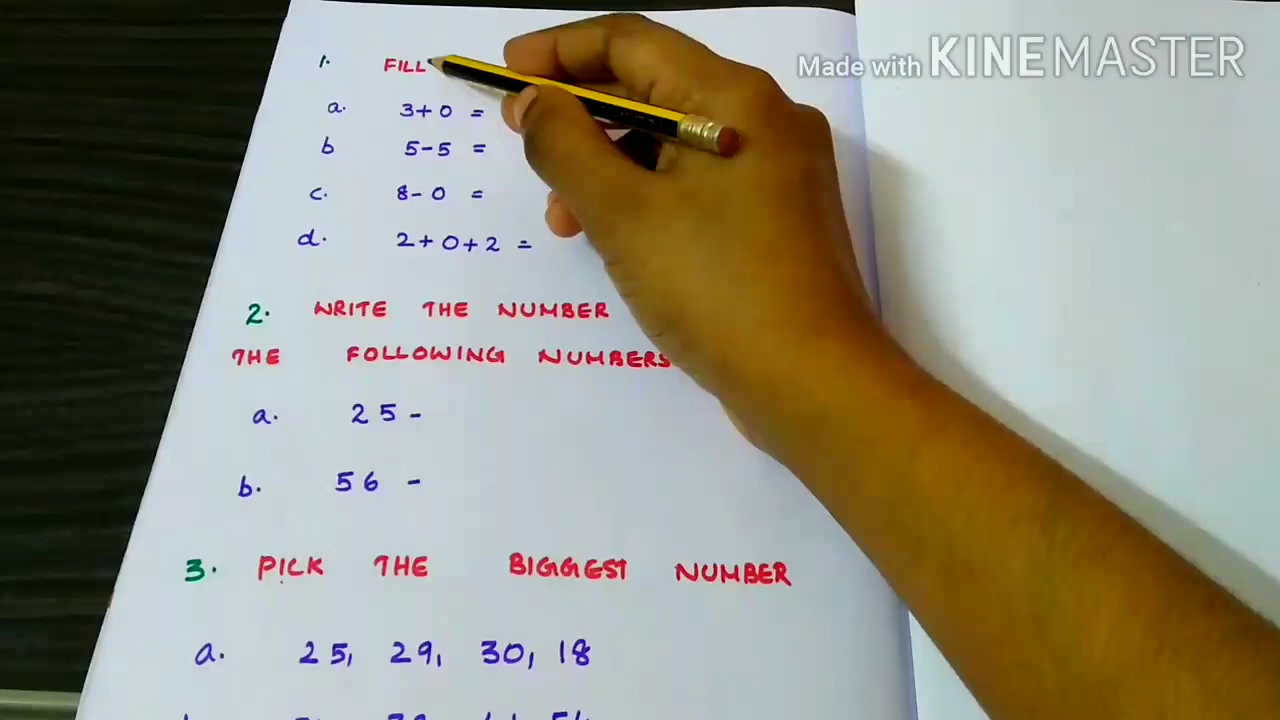 Made with KINEMASTER
1. FILL
a. 3+0 =
b 5-5 =
c. 8-0 =
d. 2+0+2 =
2. WRITE THE NUMBER
THE FOLLOWING NUMBERS
a. 25-
b. 56 -
3. PICK THE BIGGEST NUMBER
a. 25, 29, 30, 18